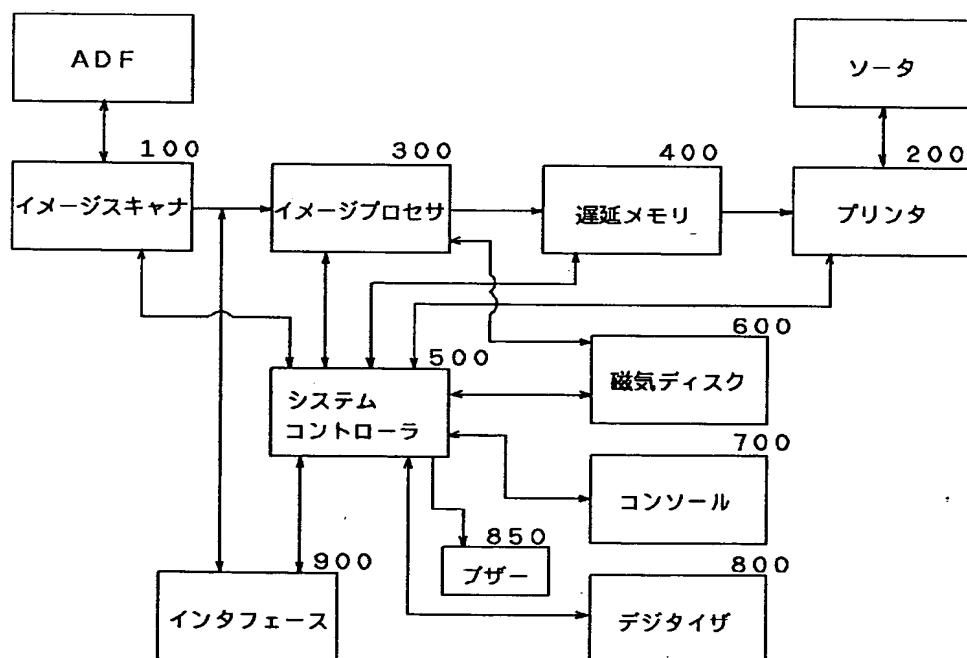 ADF
ソータ
100
300
400
200
イメージスキャナ
イメージプロセサ
遅延メモリ
プリンタ
600
500
磁気ディスク
システム
コントローラ
700
コンソール
850
ブザー
900
800
インタフェース
デジタイザ